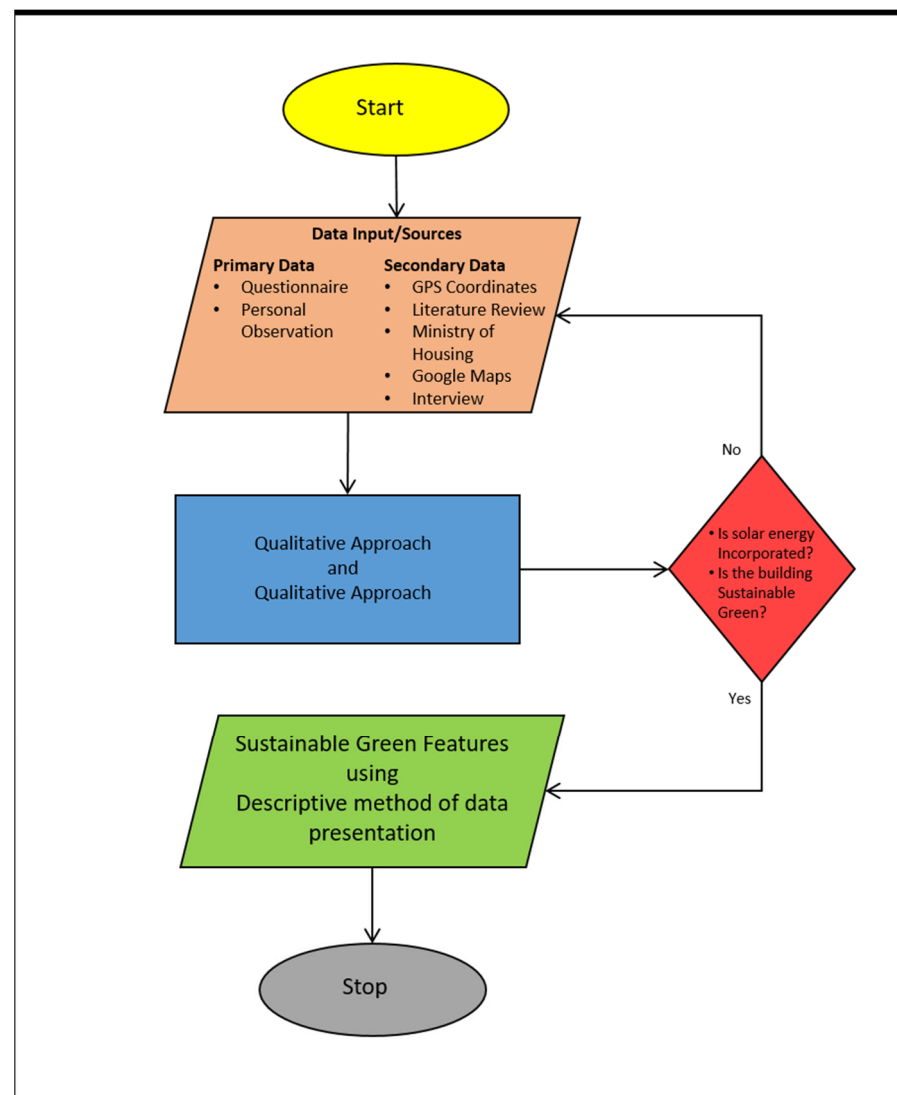 Start
Data Input/Sources
Primary Data
• Questionnaire
• Personal
Observation
Secondary Data
• GPS Coordinates
• Literature Review
• Ministry of
Housing
• Google Maps
• Interview
Qualitative Approach
and
Qualitative Approach
No
• Is solar energy
Incorporated?
• Is the building
Sustainable
Green?
Yes
Sustainable Green Features
using
Descriptive method of data
presentation
Stop